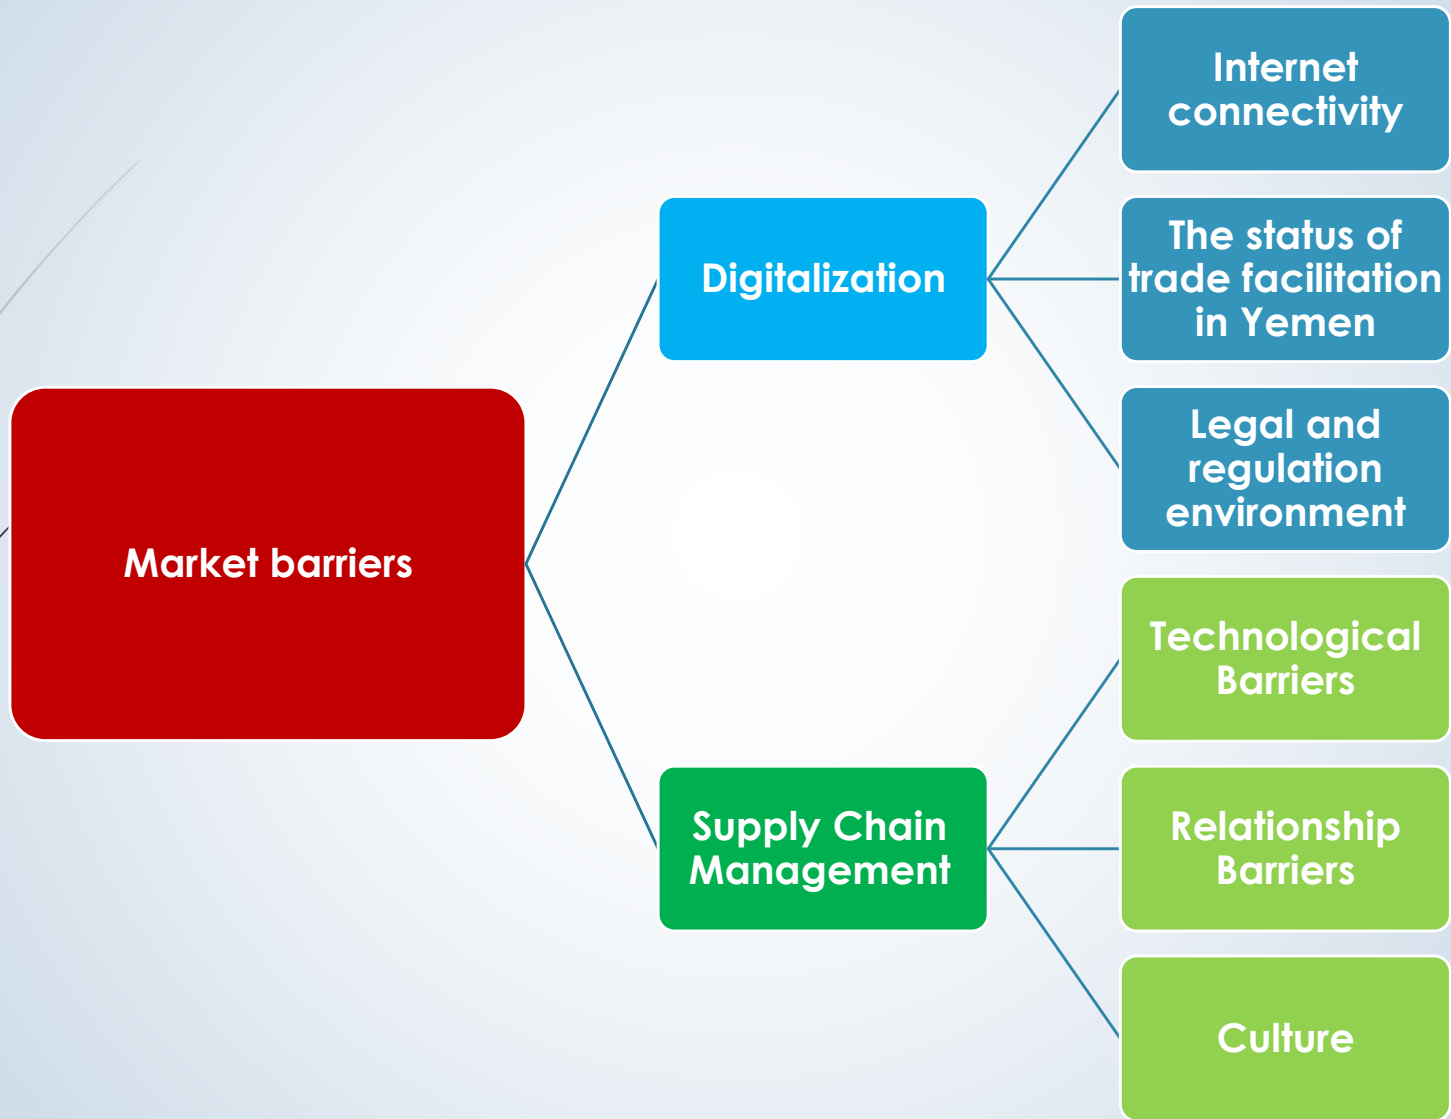 Market barriers
Digitalization
Internet
connectivity
The status of
trade facilitation
in Yemen
Legal and
regulation
environment
Supply Chain
Management
Technological
Barriers
Relationship
Barriers
Culture